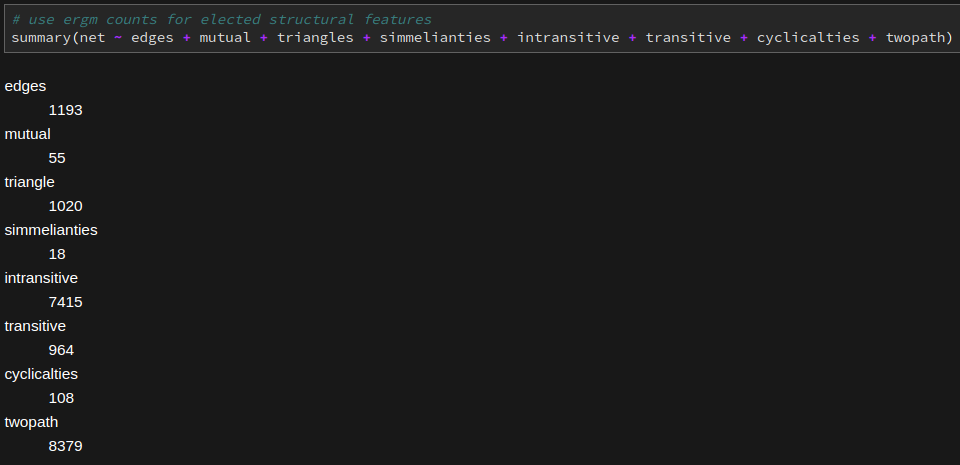 # use ergm counts for elected structural features
summary(net ~ edges + mutual + triangles + simmelianties + intransitive + transitive + cyclicalties + twopath)
edges
1193
mutual
55
triangle
1020
simmelianties
18
intransitive
7415
transitive
964
cyclicalties
108
twopath
8379